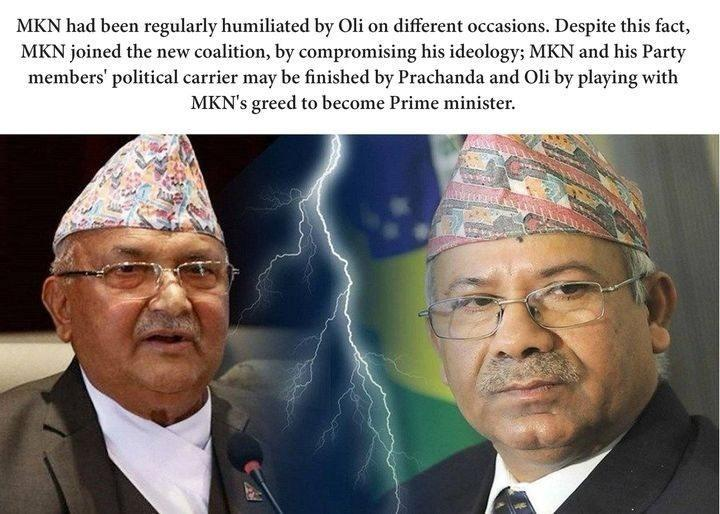 MKN had been regularly humiliated by Oli on different occasions. Despite this fact,
MKN joined the new coalition, by compromising his ideology; MKN and his Party
members' political carrier may be finished by Prachanda and Oli by playing with
MKN's greed to become Prime minister.